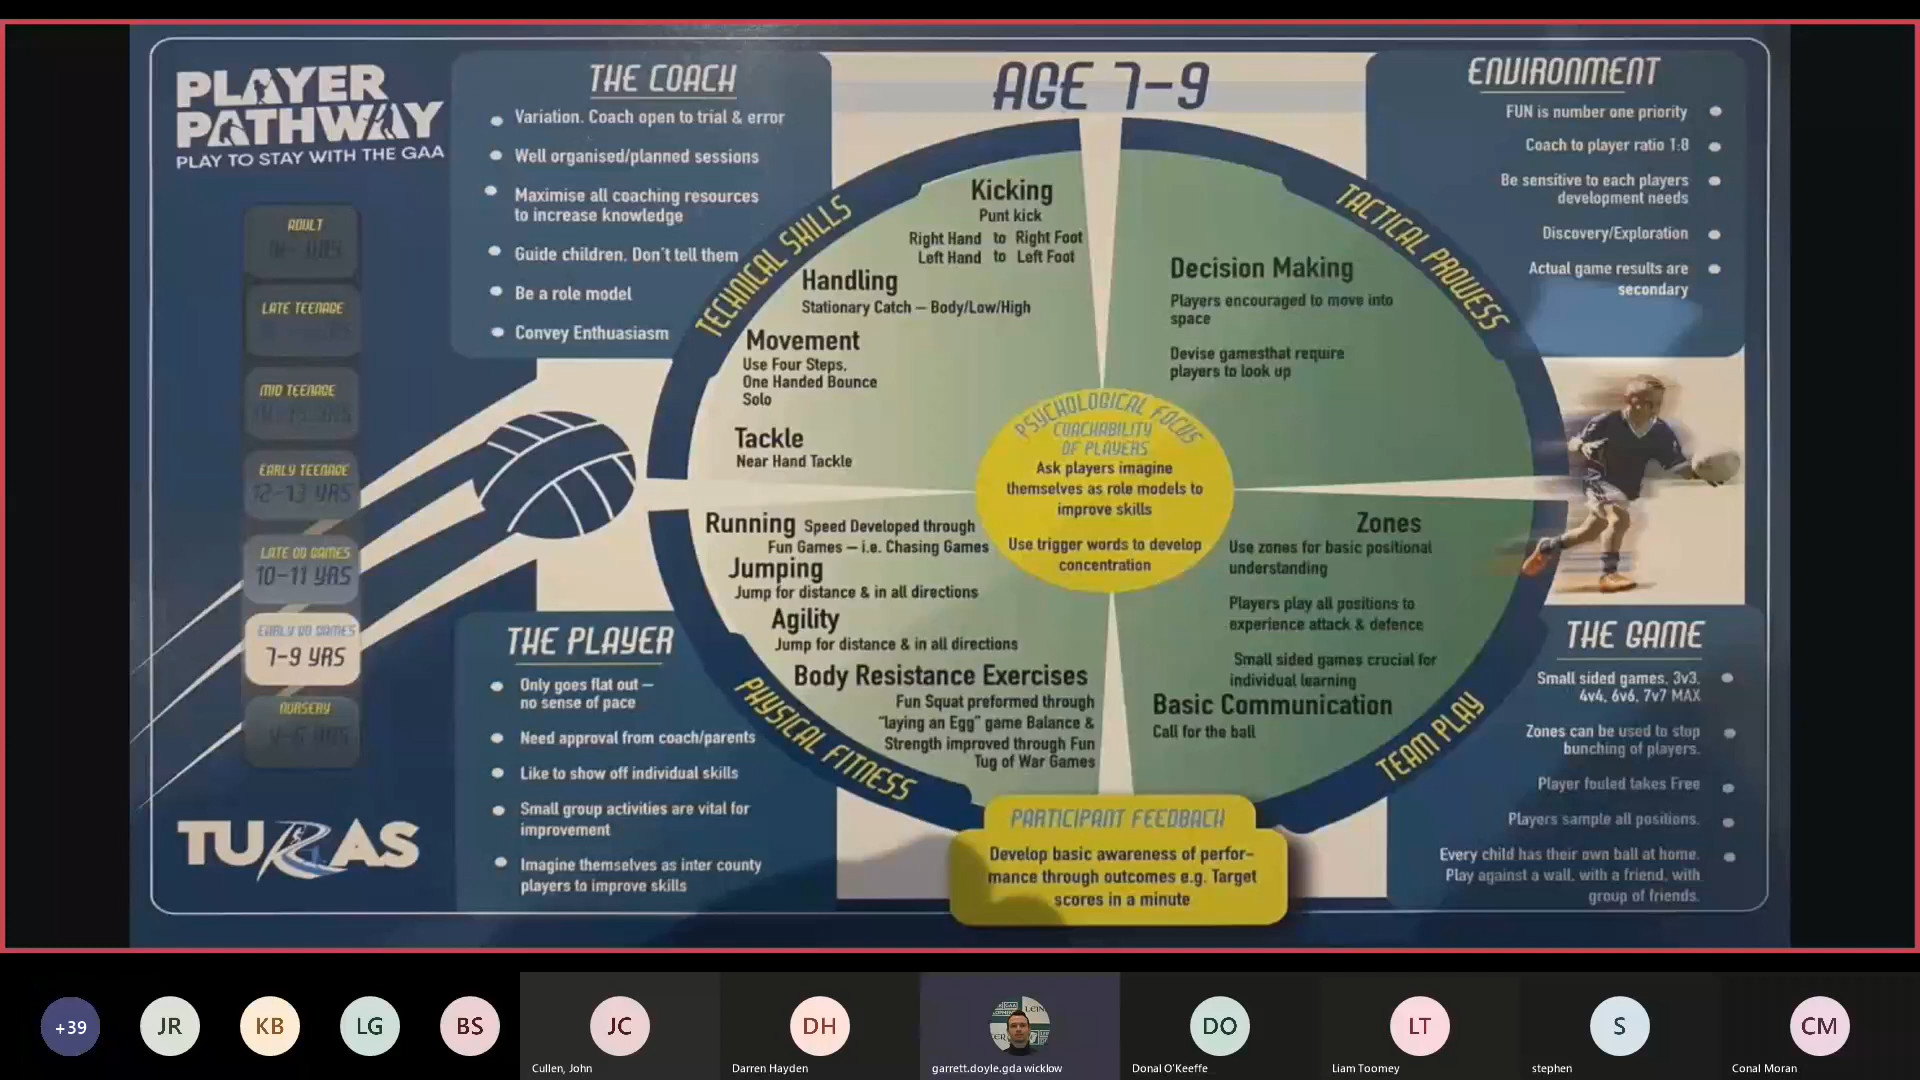 PLAYER
PATHWAY
PLAY TO STAY WITH THE GAA
ADULT
LATE TEENAGE
MID TEENAGE
EARLY TEENAGE
12-13 YRS
LATE GO GAMES
10-11 YRS
EARLY GO GAMES
7-9 YRS
NURSERY
TURAS
THE COACH
Variation. Coach open to trial & error
Well organised/planned sessions
Maximise all coaching resources
to increase knowledge
Guide children. Don't tell them
Be a role model
Convey Enthusiasm
THE PLAYER
Only goes flat out –
no sense of pace
Need approval from coach/parents
Like to show off individual skills
Small group activities are vital for
improvement
Imagine themselves as inter county
players to improve skills
AGE 7-9
TECHNICAL SKILLS
Kicking
Punt kick
Right Hand to Right Foot
Left Hand to Left Foot
Handling
Stationary Catch – Body/Low/High
Movement
Use Four Steps,
One Handed Bounce
Solo
Tackle
Near Hand Tackle
TACTICAL PROWESS
Decision Making
Players encouraged to move into
space
Devise gamesthat require
players to look up
PSYCHOLOGICAL FOCUS
COACHABILITY
OF PLAYERS
Ask players imagine
themselves as role models to
improve skills
Use trigger words to develop
concentration
PHYSICAL FITNESS
Running Speed Developed through
Fun Games – i.e. Chasing Games
Jumping
Jump for distance & in all directions
Agility
Jump for distance & in all directions
Body Resistance Exercises
Fun Squat preformed through
"laying an Egg" game Balance &
Strength improved through Fun
Tug of War Games
TEAM PLAY
Zones
Use zones for basic positional
understanding
Players play all positions to
experience attack & defence
Small sided games crucial for
individual learning
Basic Communication
Call for the ball
PARTICIPANT FEEDBACK
Develop basic awareness of perfor-
mance through outcomes e.g. Target
scores in a minute
ENVIRONMENT
FUN is number one priority
Coach to player ratio 1:8
Be sensitive to each players
development needs
Discovery/Exploration
Actual game results are
secondary
THE GAME
Small sided games, 3v3,
4v4, 6v6, 7v7 MAX
Zones can be used to stop
bunching of players.
Player fouled takes Free
Players sample all positions.
Every child has their own ball at home.
Play against a wall, with a friend, with
group of friends.
+39
JR
KB
LG
BS
JC
Cullen, John
DH
Darren Hayden
garrett.doyle.gda wicklow
DO
Donal O'Keeffe
LT
Liam Toomey
S
stephen
CM
Conal Moran